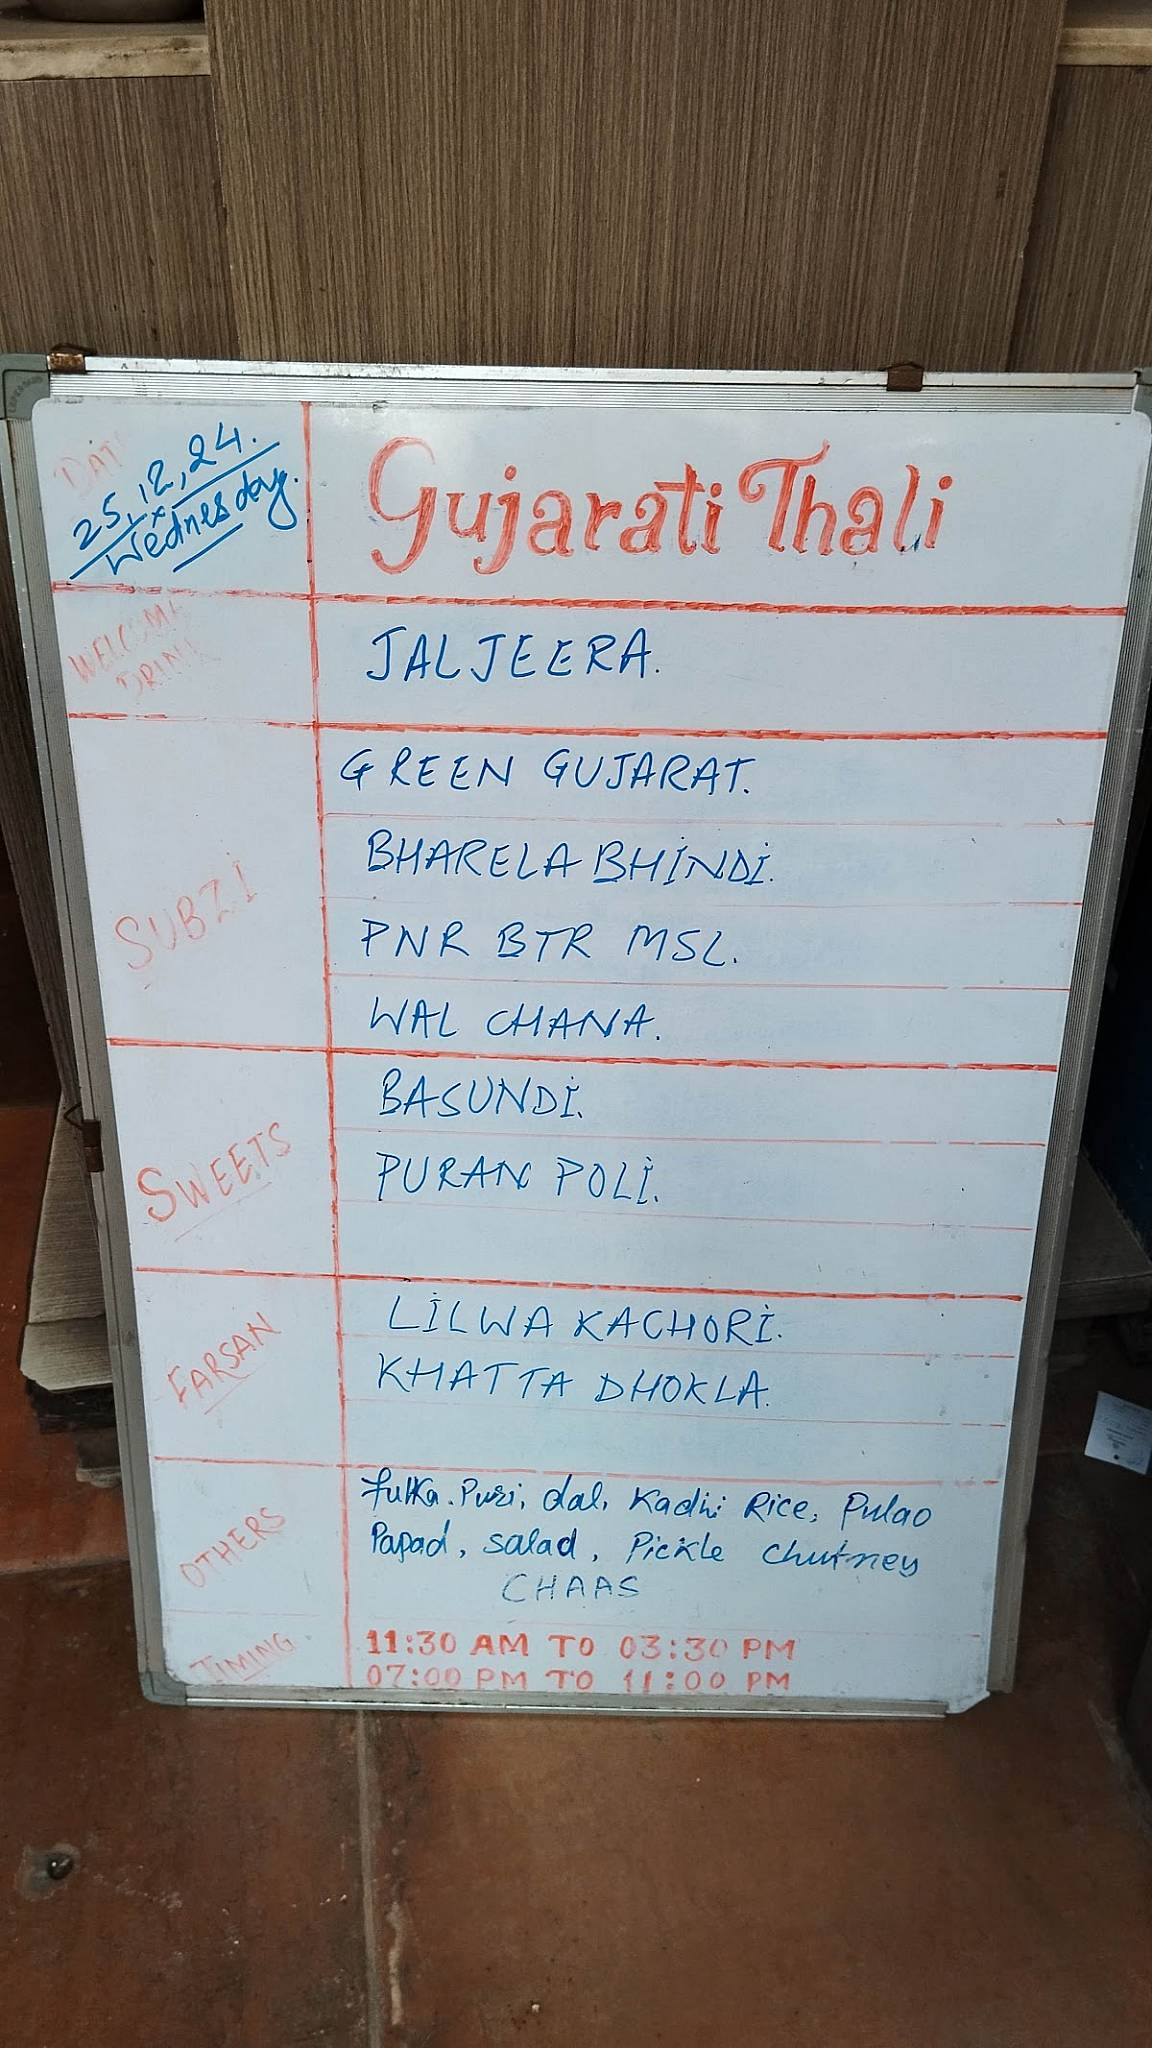 DATE
25,12,24.
Wednesday.
Gujarati Thali
WELCOME
DRINK
JALJEERA.
SUBZI
GREEN GUJARAT.
BHARELA BHINDI.
PNR BTR MSL.
WAL CHANA.
SWEETS
BASUNDI.
PURAN POLI.
FARSAN
LILWA KACHORI.
KHATTA DHOKLA.
OTHERS
fulka. Puri, dal, Kadhi Rice, Pulao
Papad, salad, Pickle chutney
CHAAS
TIMING
11:30 AM TO 03:30 PM
07:00 PM TO 11:00 PM